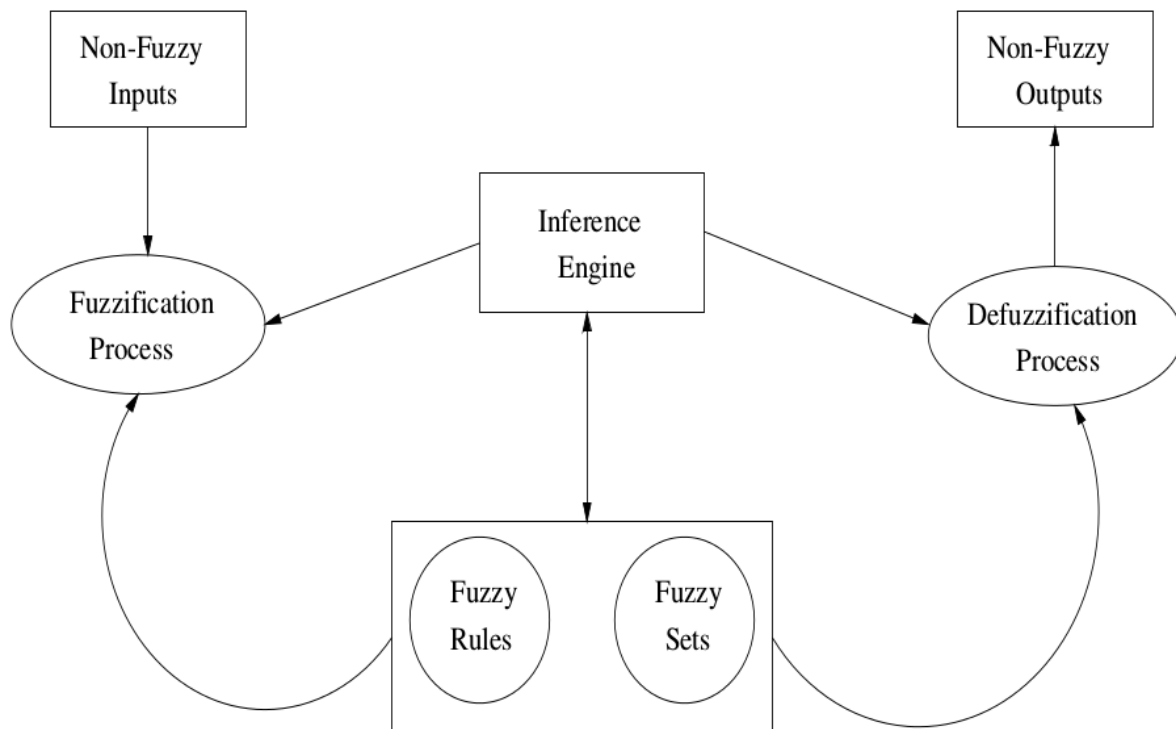 Non-Fuzzy
Inputs
Non-Fuzzy
Outputs
Inference
Engine
Fuzzification
Process
Defuzzification
Process
Fuzzy
Rules
Fuzzy
Sets